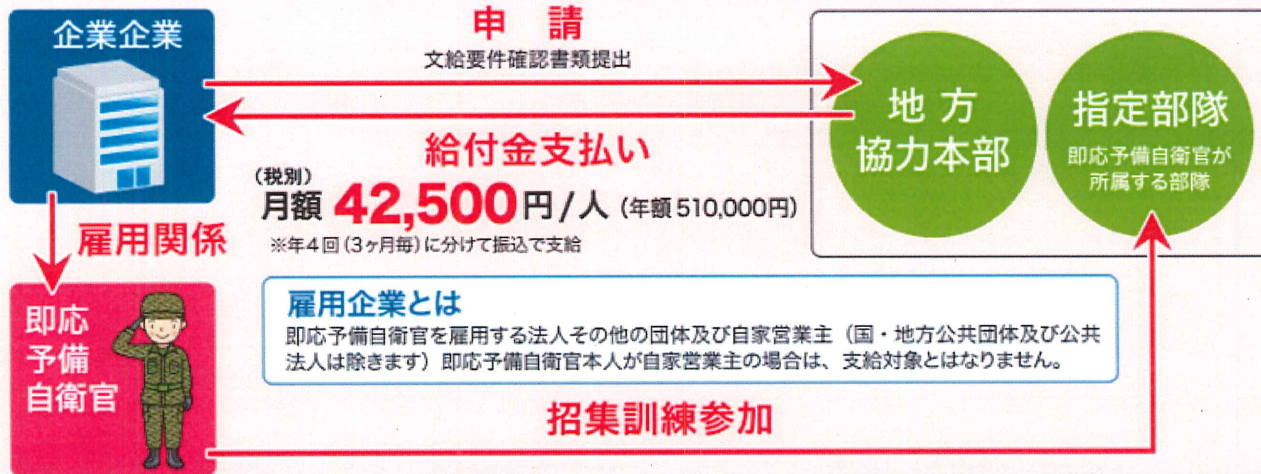 企業企業
申　請
文給要件確認書類提出
給付金支払い
(税別)
月額 42,500円/人（年額510,000円）
※年4回（3ヶ月毎）に分けて振込で支給
地方
協力本部
指定部隊
即応予備自衛官が
所属する部隊
雇用関係
即応
予備
自衛官
雇用企業とは
即応予備自衛官を雇用する法人その他の団体及び自家営業主（国・地方公共団体及び公共
法人は除きます）即応予備自衛官本人が自家営業主の場合は、支給対象とはなりません。
招集訓練参加